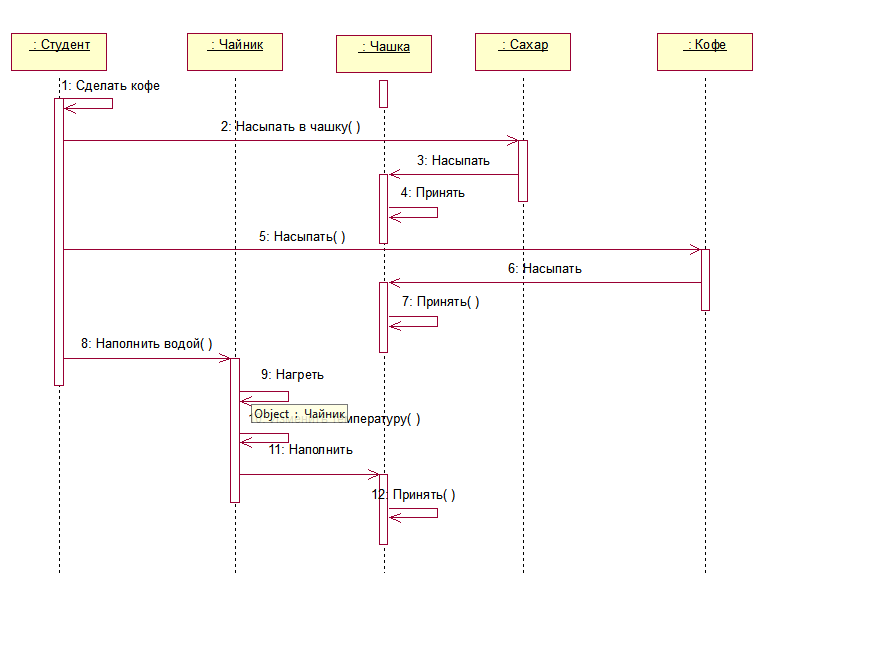 : Студент
: Чайник
: Чашка
: Сахар
: Кофе
1: Сделать кофе
2: Насыпать в чашку( )
3: Насыпать
4: Принять
5: Насыпать( )
6: Насыпать
7: Принять( )
8: Наполнить водой( )
9: Нагреть
Object : Чайник
температуру( )
11: Наполнить
12: Принять( )